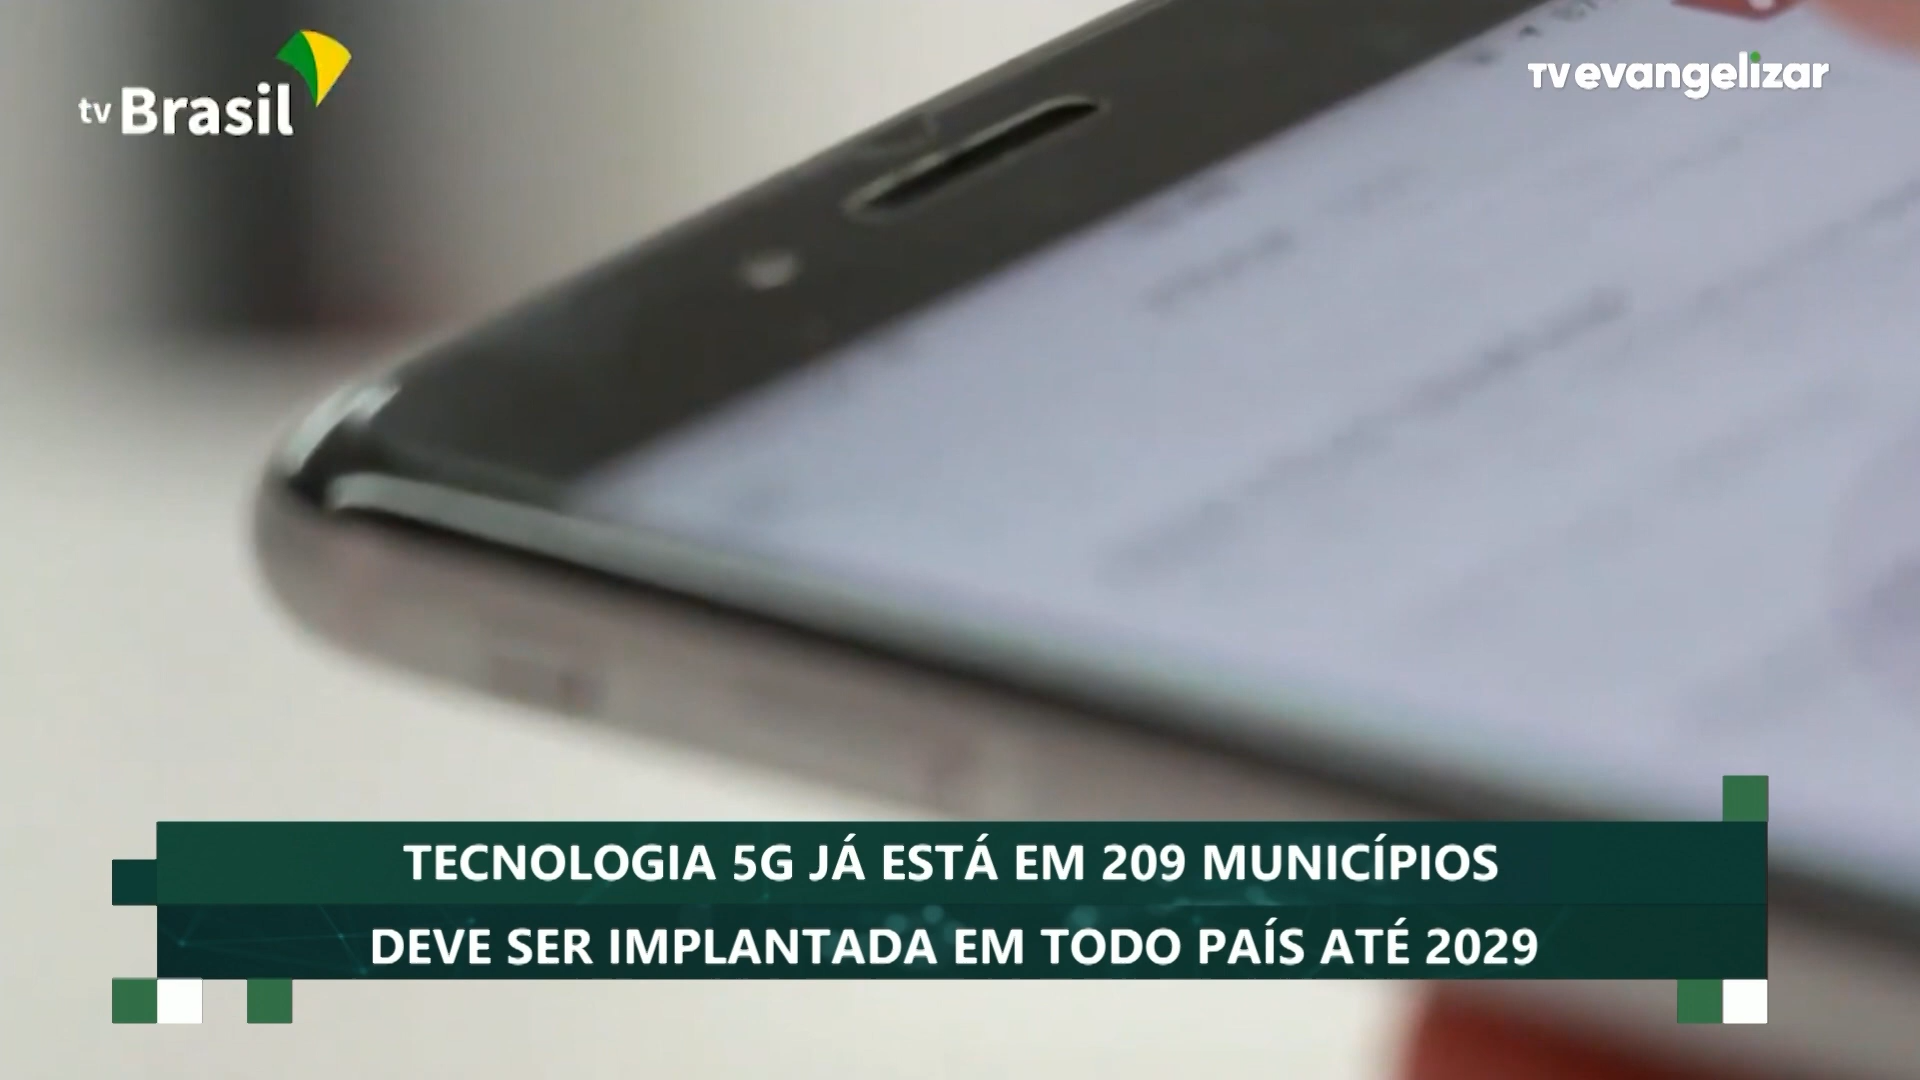 tv Brasil
TV evangelizar
TECNOLOGIA 5G JÁ ESTÁ EM 209 MUNICÍPIOS
DEVE SER IMPLANTADA EM TODO PAÍS ATÉ 2029